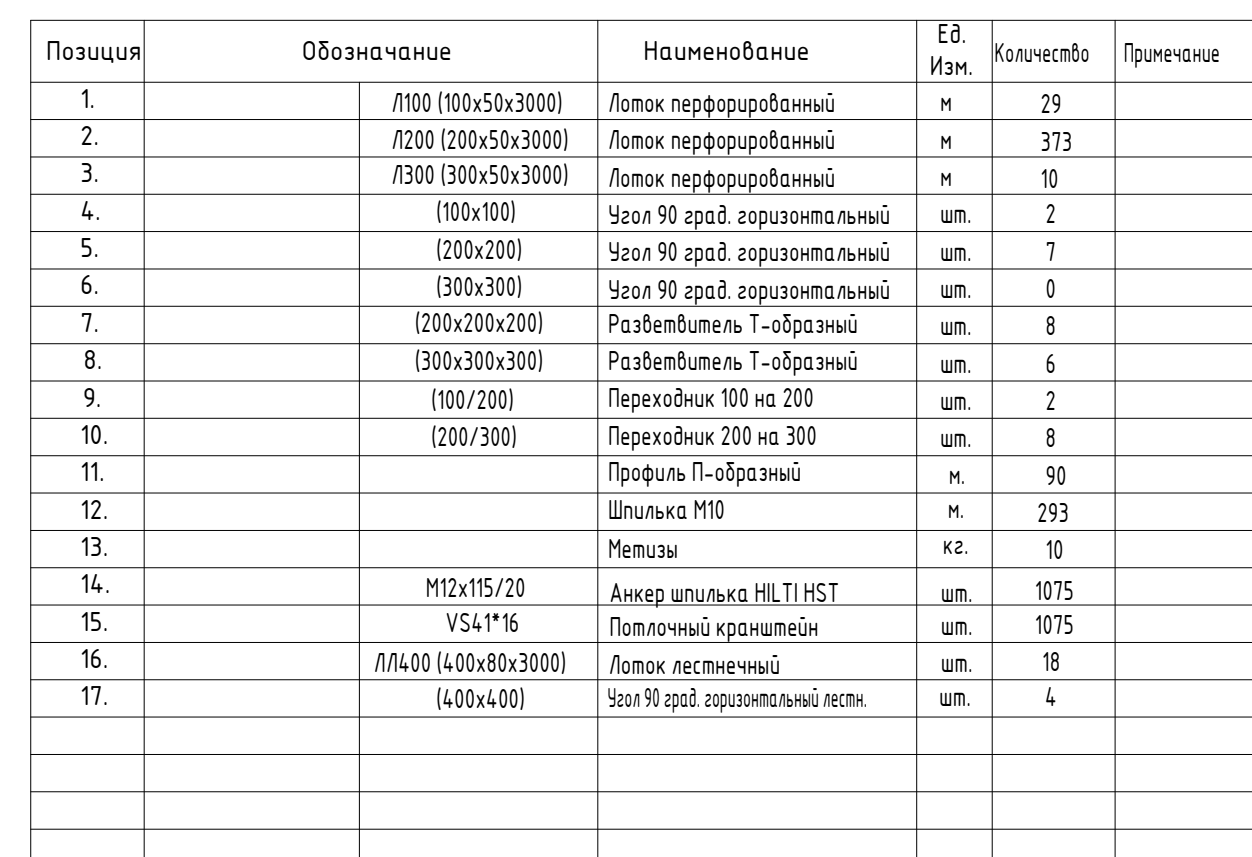 Позиция Обозначание Наименование Ед. Изм. Количество Примечание
1. Л100 (100х50х3000) Лоток перфорированный м 29
2. Л200 (200х50х3000) Лоток перфорированный м 373
3. Л300 (300х50х3000) Лоток перфорированный м 10
4. (100х100) Угол 90 град. горизонтальный шт. 2
5. (200х200) Угол 90 град. горизонтальный шт. 7
6. (300х300) Угол 90 град. горизонтальный шт. 0
7. (200х200х200) Разветвитель Т-образный шт. 8
8. (300х300х300) Разветвитель Т-образный шт. 6
9. (100/200) Переходник 100 на 200 шт. 2
10. (200/300) Переходник 200 на 300 шт. 8
11. Профиль П-образный м. 90
12. Шпилька М10 м. 293
13. Метизы кг. 10
14. М12х115/20 Анкер шпилька HILTI HST шт. 1075
15. VS41*16 Потлочный кранштейн шт. 1075
16. ЛЛ400 (400х80х3000) Лоток лестнечный шт. 18
17. (400х400) Угол 90 град. горизонтальный лестн. шт. 4